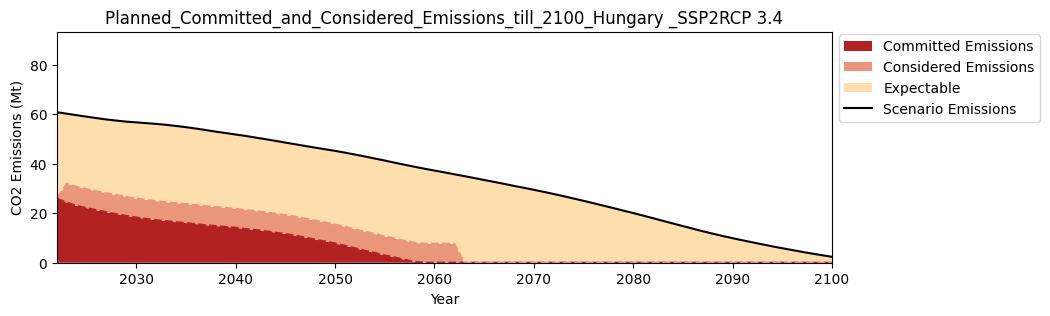 Planned_Committed_and_Considered_Emissions_till_2100_Hungary _SSP2RCP 3.4
CO2 Emissions (Mt)
80
60
40
20
0
2030 2040 2050 2060 2070 2080 2090 2100
Year
Committed Emissions
Considered Emissions
Expectable
Scenario Emissions